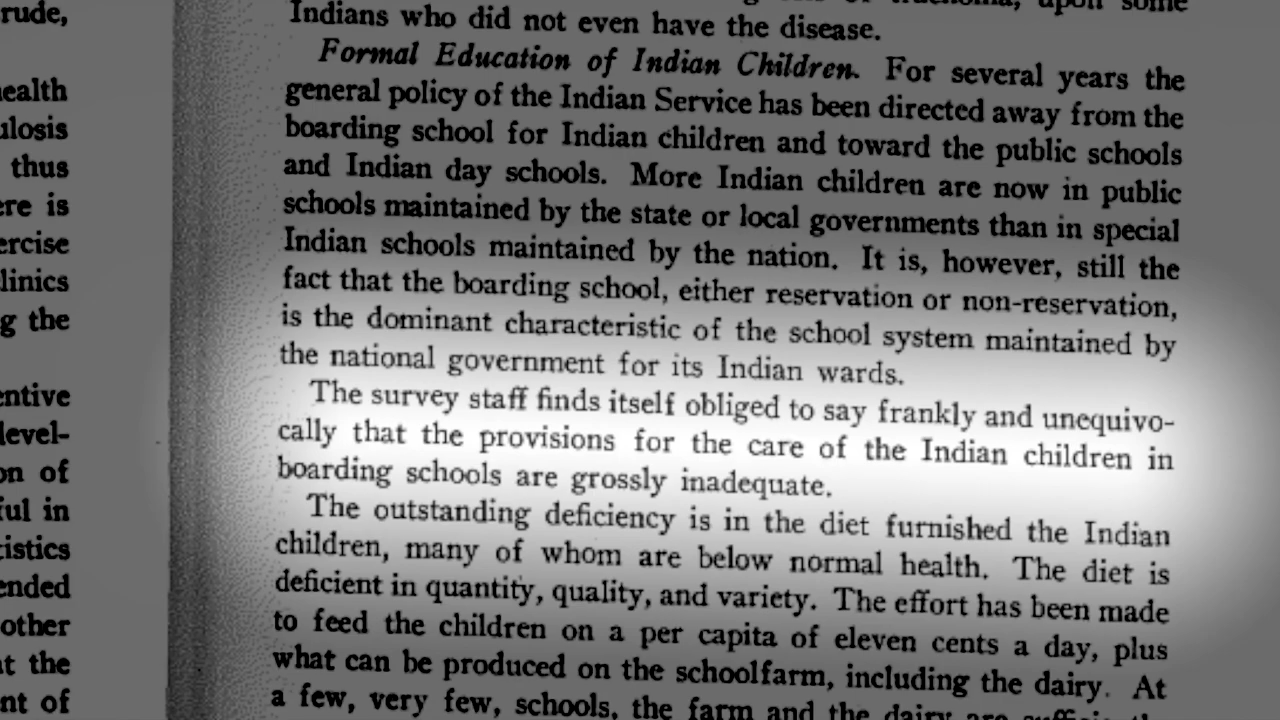 rude,
ealth
ulosis
thus
ere is
ercise
linics
g the
entive
level-
on of
ful in
tistics
ended
other
at the
nt of
trachoma, upon some
Indians who did not even have the disease.
Formal Education of Indian Children. For several years the
general policy of the Indian Service has been directed away from the
boarding school for Indian children and toward the public schools
and Indian day schools. More Indian children are now in public
schools maintained by the state or local governments than in special
Indian schools maintained by the nation. It is, however, still the
fact that the boarding school, either reservation or non-reservation,
is the dominant characteristic of the school system maintained by
the national government for its Indian wards.
The survey staff finds itself obliged to say frankly and unequivo-
cally that the provisions for the care of the Indian children in
boarding schools are grossly inadequate.
The outstanding deficiency is in the diet furnished the Indian
children, many of whom are below normal health. The diet is
deficient in quantity, quality, and variety. The effort has been made
to feed the children on a per capita of eleven cents a day, plus
what can be produced on the school farm, including the dairy. At
a few, very few, schools, the farm and the dairy are